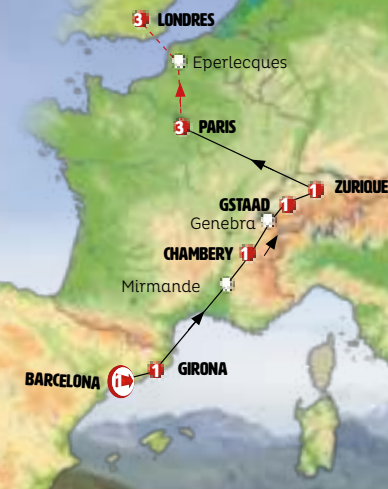 3 LONDRES
Eperlecques
3 PARIS
1 ZURIQUE
GSTAAD 1
Genebra
CHAMBERY 1
Mirmande
1 GIRONA
BARCELONA i